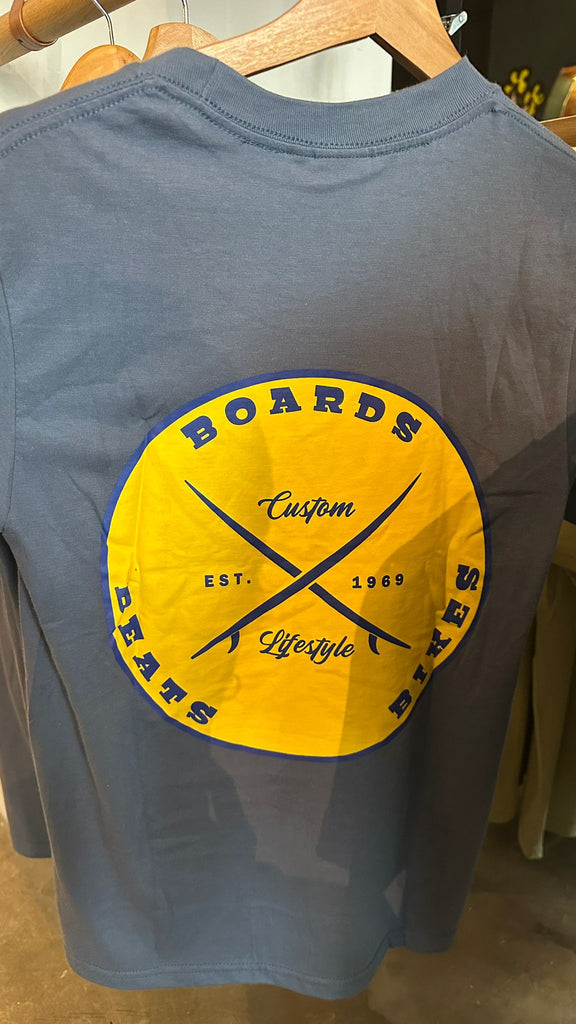 BOARDS
Custom
EST. 1969
Lifestyle
BEATS
BIKES